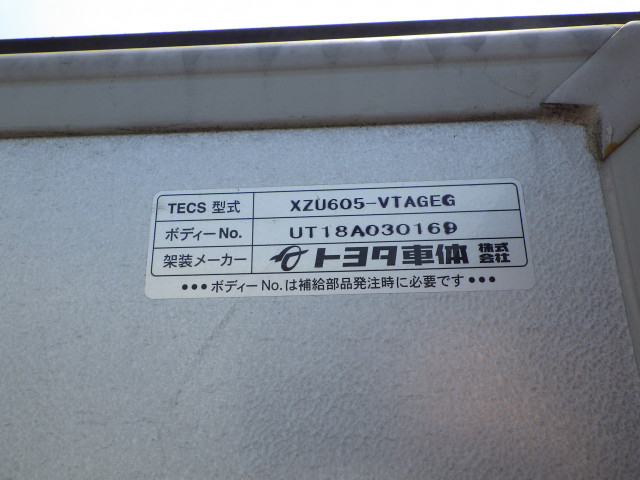 TECS 型式 XZU605-VTAGEG
ボディーNo. UT18A030169
架装メーカー トヨタ車体 株式会社
•••ボディーNo.は補給部品発注時に必要です•••